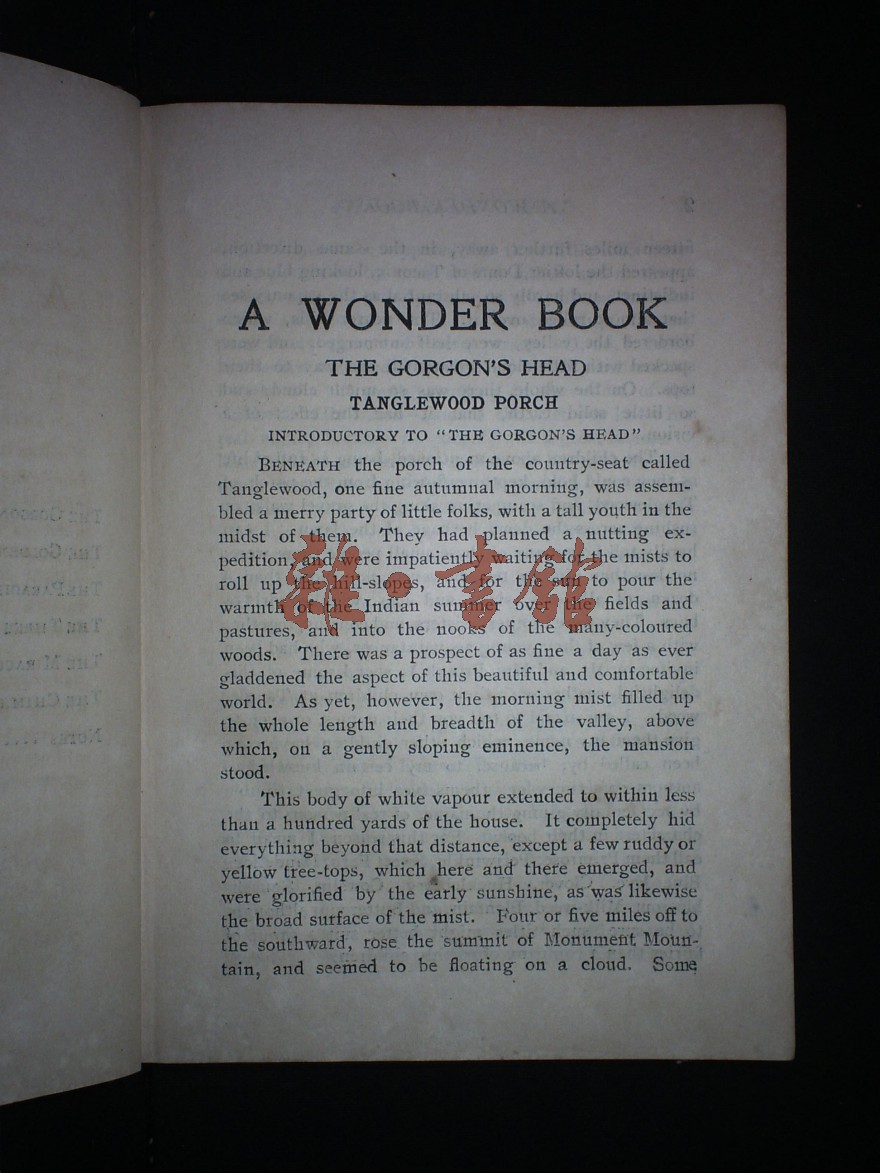 A WONDER BOOK
THE GORGON'S HEAD
TANGLEWOOD PORCH
INTRODUCTORY TO "THE GORGON'S HEAD"
BENEATH the porch of the country-seat called
Tanglewood, one fine autumnal morning, was assem-
bled a merry party of little folks, with a tall youth in the
midst of them. They had planned a nutting ex-
pedition, and were impatiently waiting for the mists to
roll up the hill-slopes, and for the sun to pour the
warmth of the Indian summer over the fields and
pastures, and into the nooks of the many-coloured
woods. There was a prospect of as fine a day as ever
gladdened the aspect of this beautiful and comfortable
world. As yet, however, the morning mist filled up
the whole length and breadth of the valley, above
which, on a gently sloping eminence, the mansion
stood.
This body of white vapour extended to within less
than a hundred yards of the house. It completely hid
everything beyond that distance, except a few ruddy or
yellow tree-tops, which here and there emerged, and
were glorified by the early sunshine, as was likewise
the broad surface of the mist. Four or five miles off to
the southward, rose the summit of Monument Moun-
tain, and seemed to be floating on a cloud. Some
雜·書館